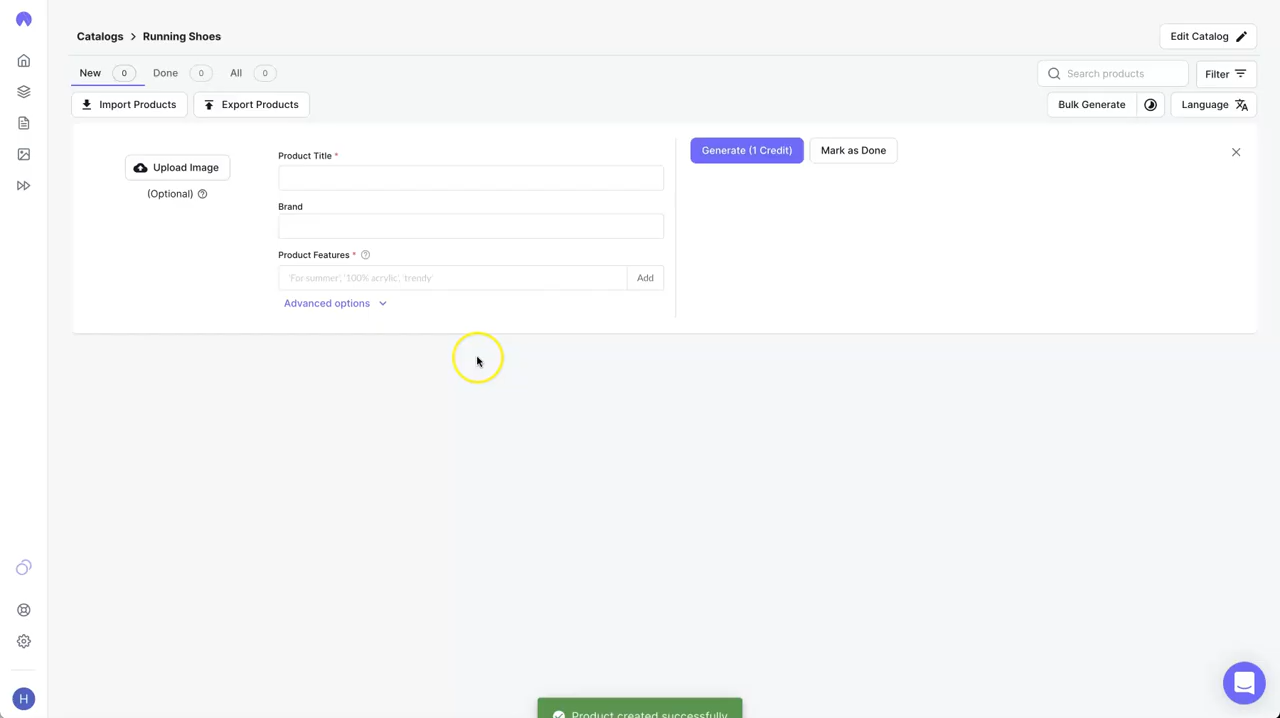 Catalogs > Running Shoes
Edit Catalog
New 0 Done 0 All 0
Search products
Filter
Import Products
Export Products
Bulk Generate
Language
Upload Image
(Optional)
Product Title *
Brand
Product Features *
'For summer', '100% acrylic', 'trendy'
Add
Advanced options
Generate (1 Credit)
Mark as Done
H
Product created successfully